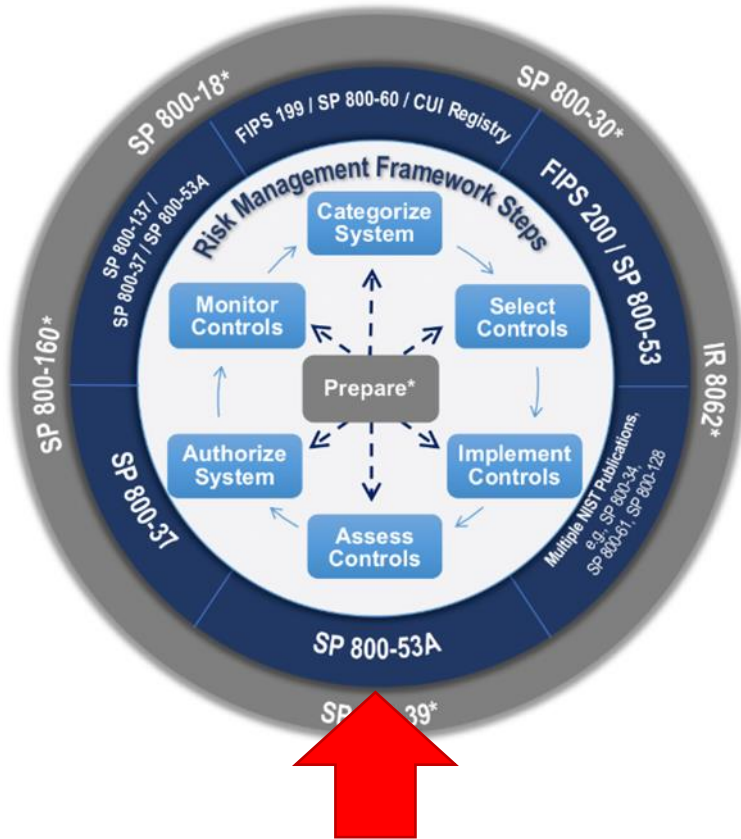 SP 800-18*
SP 800-30*
IR 8062*
SP 800-160*
SP
39*
FIPS 199 / SP 800-60 / CUI Registry
FIPS 200 / SP 800-53
Multiple NIST Publications,
e.g., SP 800-34,
SP 800-61, SP 800-128
SP 800-53A
SP 800-37
SP 800-137 /
SP 800-37 / SP 800-53A
Risk Management Framework Steps
Categorize
System
Select
Controls
Implement
Controls
Assess
Controls
Authorize
System
Monitor
Controls
Prepare*